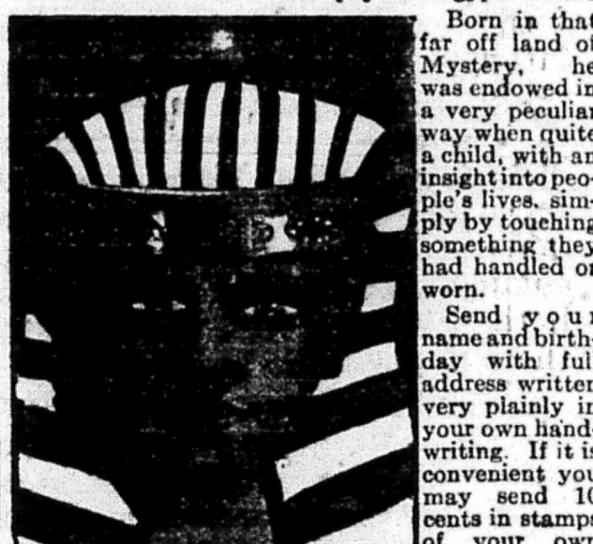 Born in that
far off land of
Mystery, he
was endowed in
a very peculiar
way when quite
a child, with an
insight into peo-
ple's lives, sim-
ply by touching
something they
had handled or
worn.
Send your
name and birth-
day with full
address written
very plainly in
your own hand-
writing. If it is
convenient you
may send 10
cents in stamps
of your own